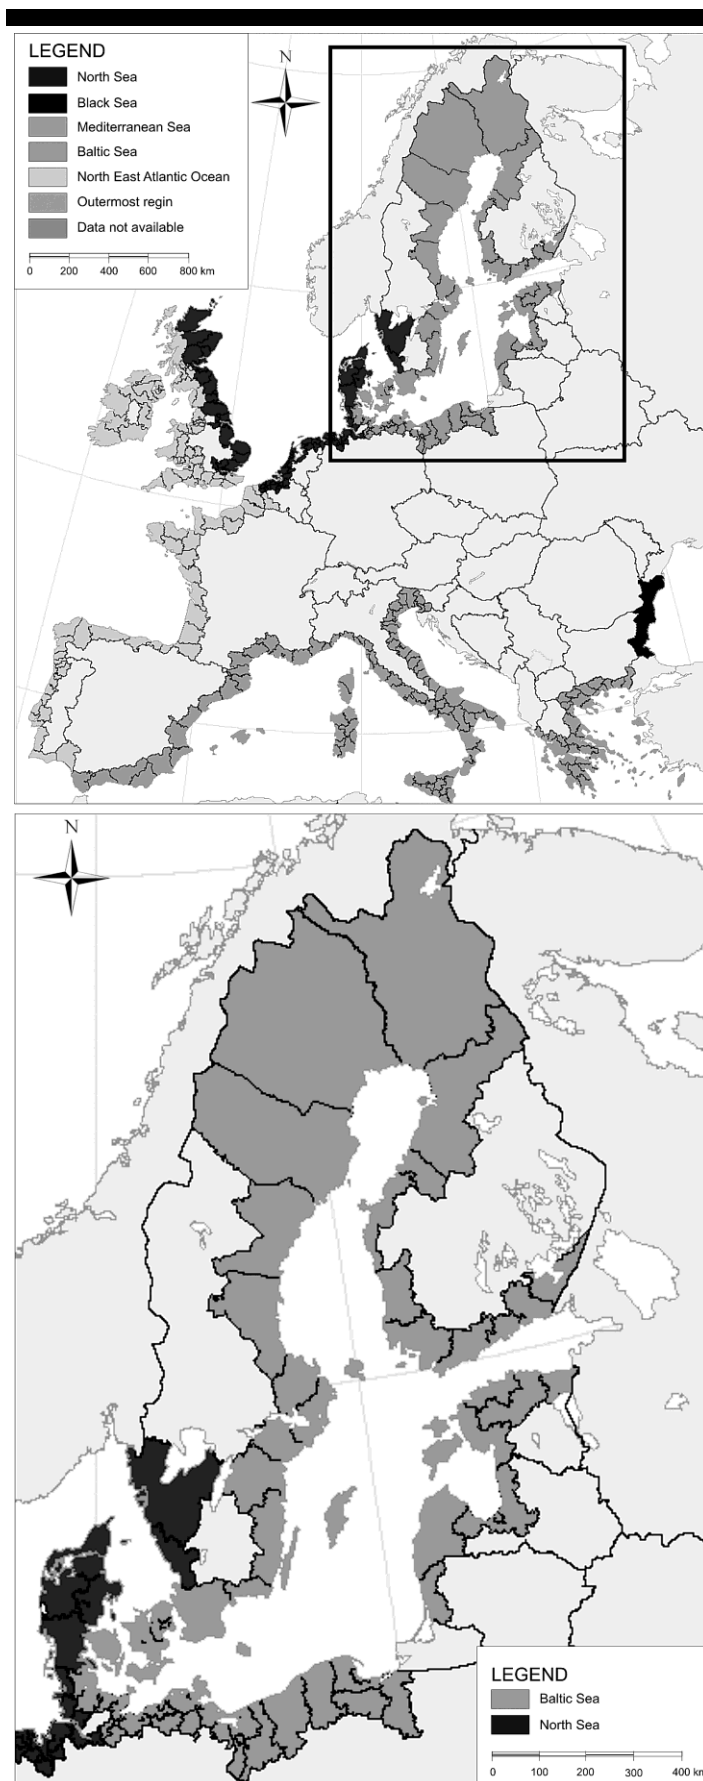 LEGEND
North Sea
Black Sea
Mediterranean Sea
Baltic Sea
North East Atlantic Ocean
Outermost regin
Data not available
0 200 400 600 800 km
N
N
LEGEND
Baltic Sea
North Sea
0 100 200 300 400 km